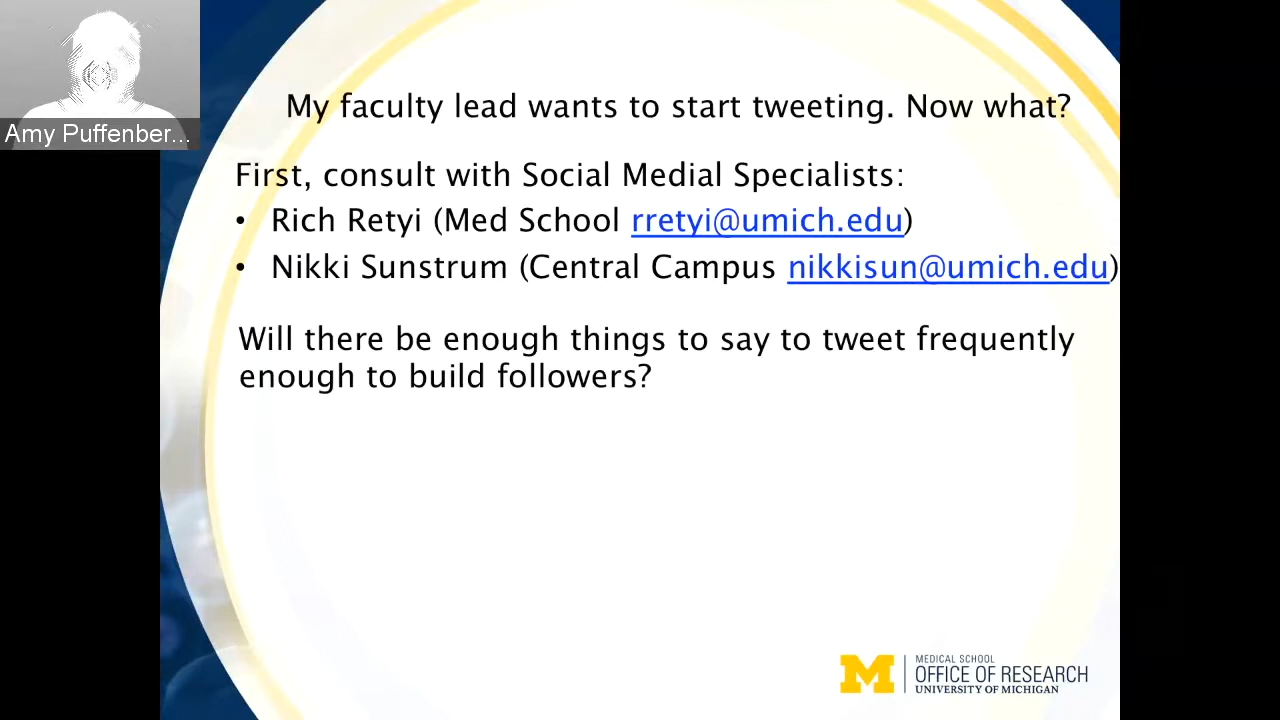 Amy Puffenber...
My faculty lead wants to start tweeting. Now what?
First, consult with Social Medial Specialists:
• Rich Retyi (Med School rretyi@umich.edu)
• Nikki Sunstrum (Central Campus nikkisun@umich.edu)
Will there be enough things to say to tweet frequently
enough to build followers?
M
MEDICAL SCHOOL
OFFICE OF RESEARCH
UNIVERSITY OF MICHIGAN